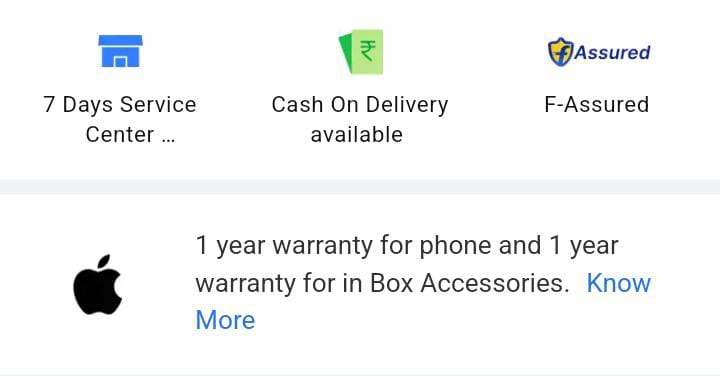 Assured
7 Days Service
Center ...
Cash On Delivery
available
F-Assured
1 year warranty for phone and 1 year
warranty for in Box Accessories. Know
More